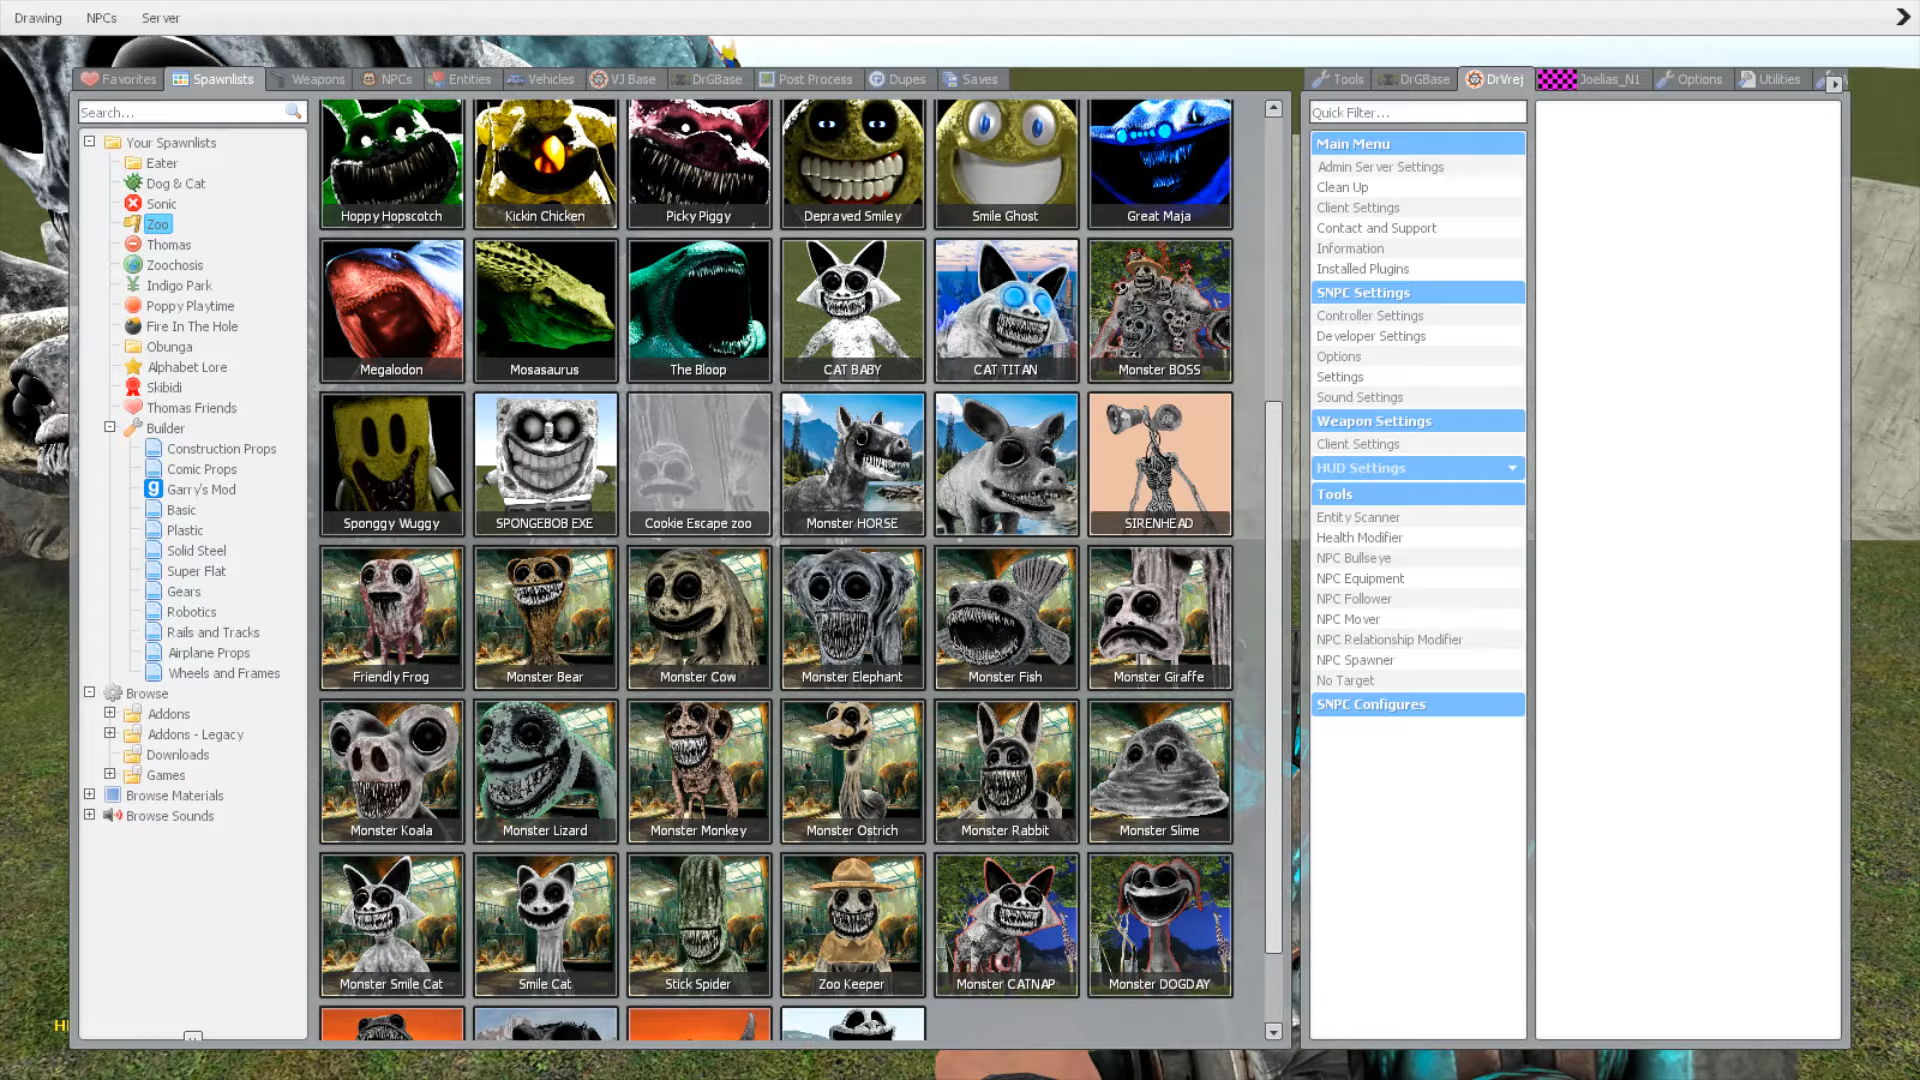 Drawing NPCs Server
Favorites Spawnlists Weapons NPCs Entities Vehicles VJ Base DrGBase Post Process Dupes Saves
Tools DrGBase DrVrej Joelias_N1 Options Utilities
Search...
Your Spawnlists
Eater
Dog & Cat
Sonic
Zoo
Thomas
Zoochosis
Indigo Park
Poppy Playtime
Fire In The Hole
Obunga
Alphabet Lore
Skibidi
Thomas Friends
Builder
Construction Props
Comic Props
Garry's Mod
Basic
Plastic
Solid Steel
Super Flat
Gears
Robotics
Rails and Tracks
Airplane Props
Wheels and Frames
Browse
Addons
Addons - Legacy
Downloads
Games
Browse Materials
Browse Sounds
Hoppy Hopscotch Kickin Chicken Picky Piggy Depraved Smiley Smile Ghost Great Maja
Megalodon Mosasaurus The Bloop CAT BABY CAT TITAN Monster BOSS
Sponggy Wuggy SPONGEBOB EXE Cookie Escape zoo Monster HORSE SIRENHEAD
Friendly Frog Monster Bear Monster Cow Monster Elephant Monster Fish Monster Giraffe
Monster Koala Monster Lizard Monster Monkey Monster Ostrich Monster Rabbit Monster Slime
Monster Smile Cat Smile Cat Stick Spider Zoo Keeper Monster CATNAP Monster DOGDAY
Quick Filter...
Main Menu
Admin Server Settings
Clean Up
Client Settings
Contact and Support
Information
Installed Plugins
SNPC Settings
Controller Settings
Developer Settings
Options
Settings
Sound Settings
Weapon Settings
Client Settings
HUD Settings
Tools
Entity Scanner
Health Modifier
NPC Bullseye
NPC Equipment
NPC Follower
NPC Mover
NPC Relationship Modifier
NPC Spawner
No Target
SNPC Configures